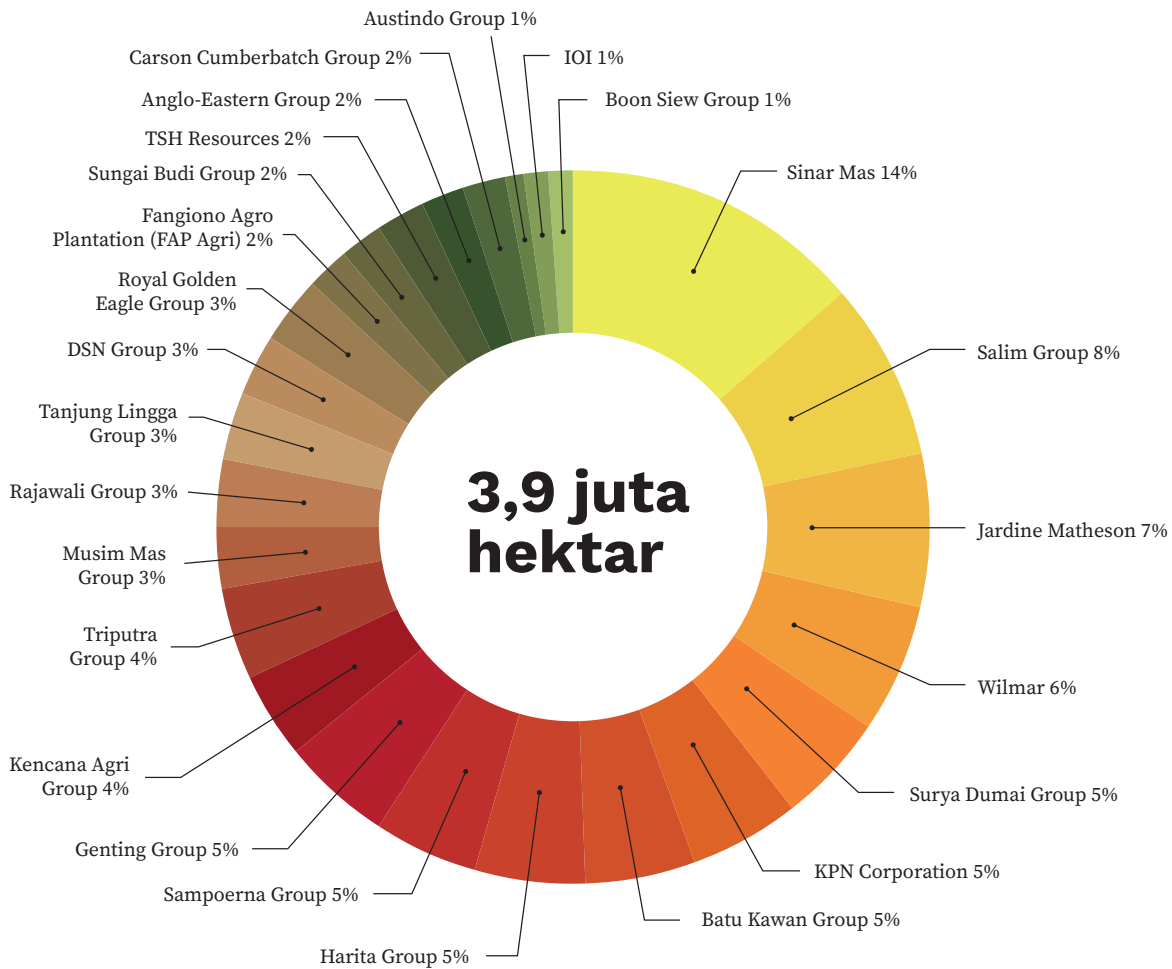 Austindo Group 1%
Carson Cumberbatch Group 2%
IOI 1%
Anglo-Eastern Group 2%
Boon Siew Group 1%
TSH Resources 2%
Sinar Mas 14%
Sungai Budi Group 2%
Fangiono Agro
Plantation (FAP Agri) 2%
Royal Golden
Eagle Group 3%
DSN Group 3%
Salim Group 8%
Tanjung Lingga
Group 3%
Rajawali Group 3%
3,9 juta
hektar
Jardine Matheson 7%
Musim Mas
Group 3%
Triputra
Group 4%
Wilmar 6%
Kencana Agri
Group 4%
Surya Dumai Group 5%
Genting Group 5%
KPN Corporation 5%
Sampoerna Group 5%
Batu Kawan Group 5%
Harita Group 5%